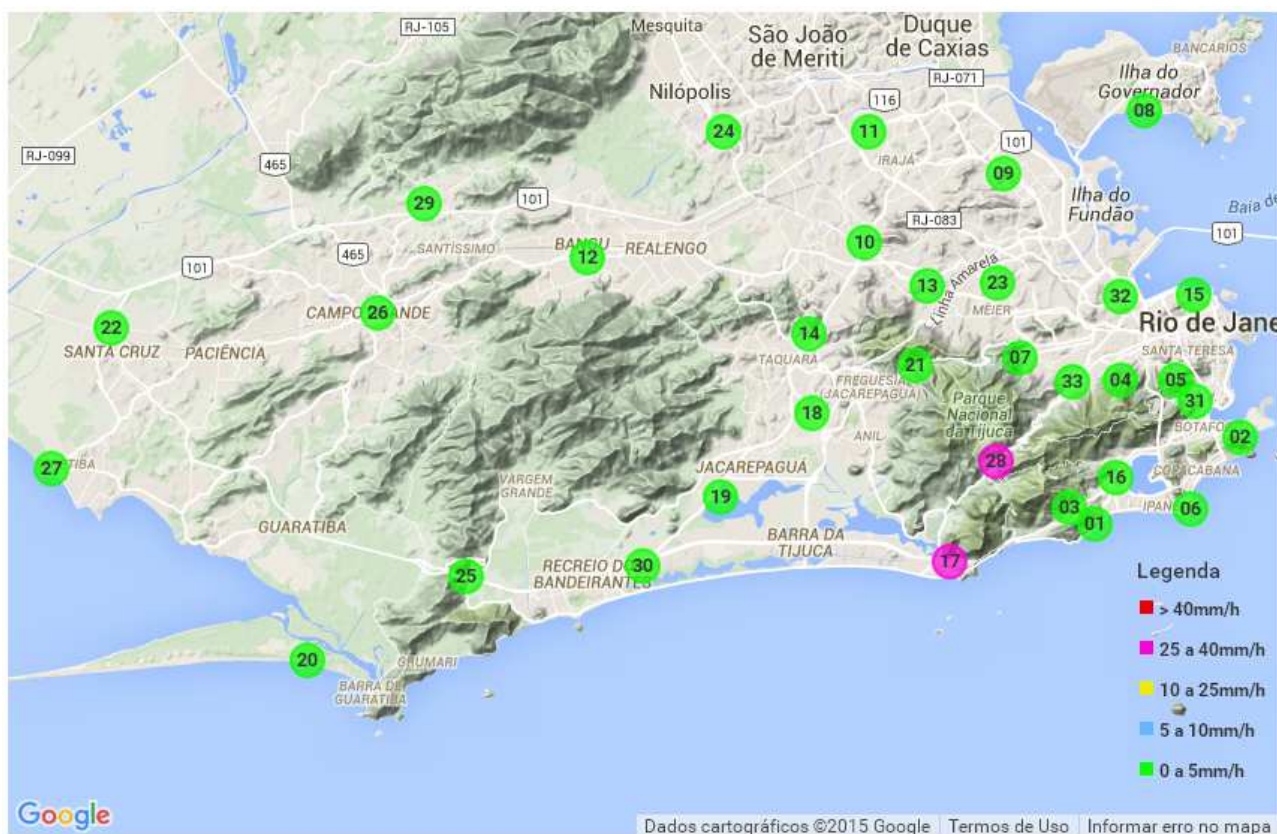 RJ-105
Mesquita
São João
de Meriti
Duque
de Caxias
BANCÁRIOS
RJ-071
Ilha do
Governador
Nilópolis
116
08
24
11
101
RJ-099
465
IRAJÁ
09
29
101
Ilha do
Fundão
RJ-083
Baía de
101
SANTÍSSIMO
BANGU
REALENGO
10
465
12
101
Linha Amarela
13
23
32
15
MÉIER
22
CAMPO GRANDE
26
Rio de Jane
SANTA CRUZ
PACIÊNCIA
14
TAQUARA
SANTA TERESA
21
07
FREGUESIA
(JACAREPAGUÁ)
33
04
05
31
Parque
Nacional
da Tijuca
18
BOTAFO
ANIL
02
27
28
JACAREPAGUÁ
COPACABANA
16
VARGEM
GRANDE
19
03
IPAN
06
01
GUARATIBA
BARRA DA
TIJUCA
17
25
RECREIO DOS
BANDEIRANTES
30
Legenda
> 40mm/h
25 a 40mm/h
20
GRUMARI
BARRA DE
GUARATIBA
10 a 25mm/h
5 a 10mm/h
0 a 5mm/h
Google
Dados cartográficos ©2015 Google
Termos de Uso
Informar erro no mapa